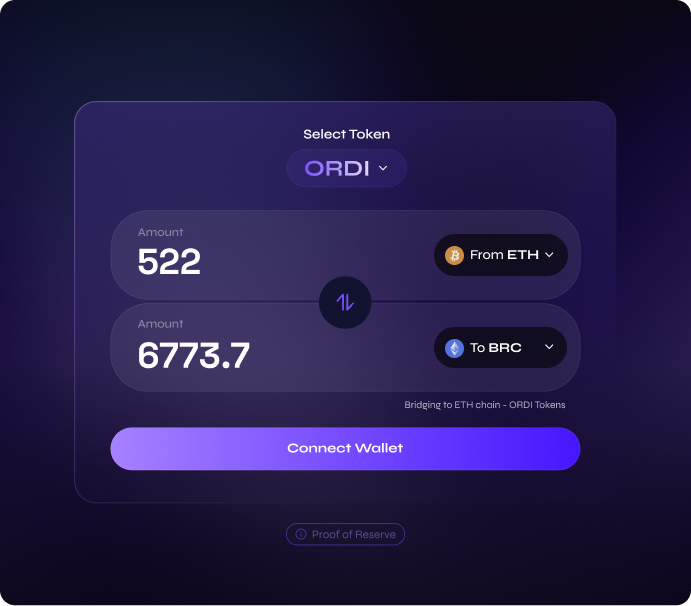 Select Token
ORDI
Amount
522
From ETH
Amount
6773.7
To BRC
Bridging to ETH chain - ORDI Tokens
Connect Wallet
Proof of Reserve